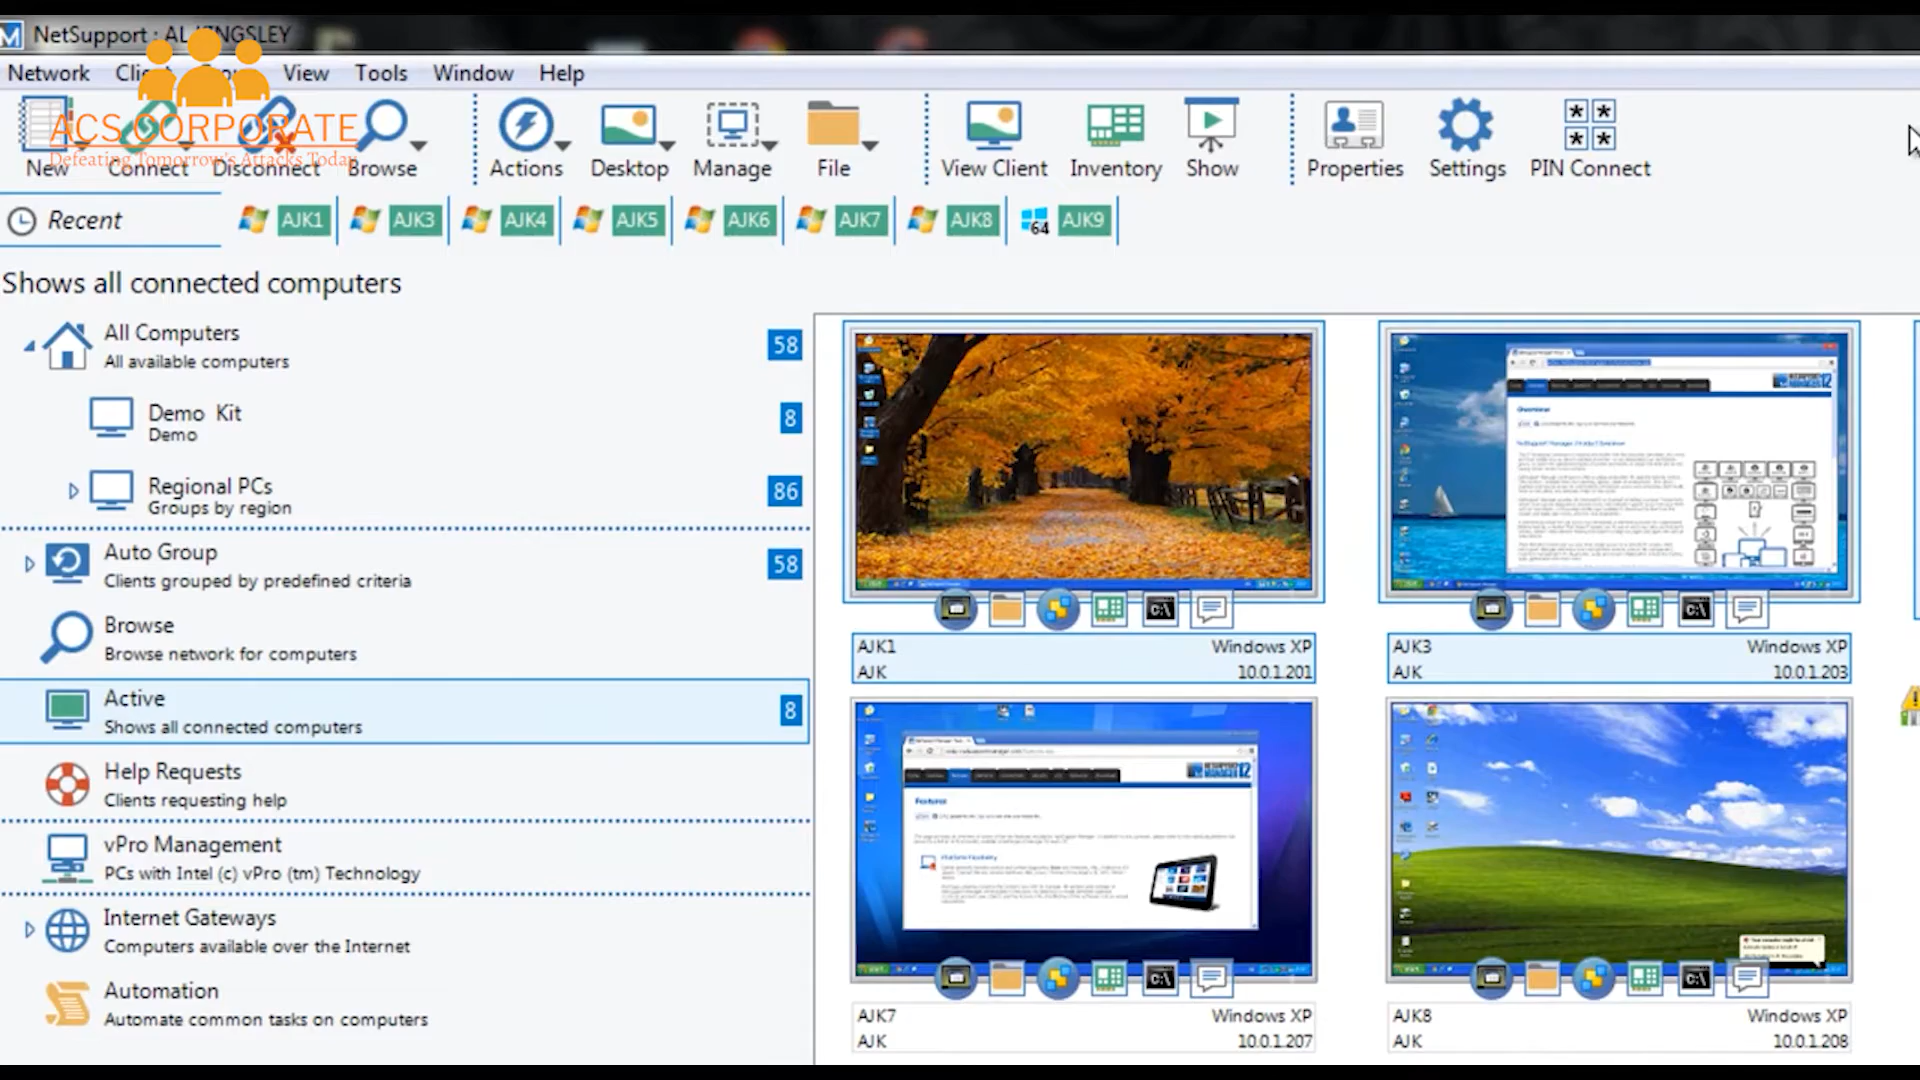 NetSupport : AL KINGSLEY
Network Client Group View Tools Window Help
ACS CORPORATE
Defeating Tomorrow's Attacks Today
New Connect Disconnect Browse Actions Desktop Manage File View Client Inventory Show Properties Settings PIN Connect
Recent AJK1 AJK3 AJK4 AJK5 AJK6 AJK7 AJK8 64 AJK9
Shows all connected computers
All Computers 58
All available computers
Demo Kit 8
Demo
Regional PCs 86
Groups by region
Auto Group 58
Clients grouped by predefined criteria
Browse
Browse network for computers
Active 8
Shows all connected computers
Help Requests
Clients requesting help
vPro Management
PCs with Intel (c) vPro (tm) Technology
Internet Gateways
Computers available over the Internet
Automation
Automate common tasks on computers
C:\
AJK1 Windows XP
AJK 10.0.1.201
Overview
C:\
AJK3 Windows XP
AJK 10.0.1.203
Features
C:\
AJK7 Windows XP
AJK 10.0.1.207
C:\
AJK8 Windows XP
AJK 10.0.1.208